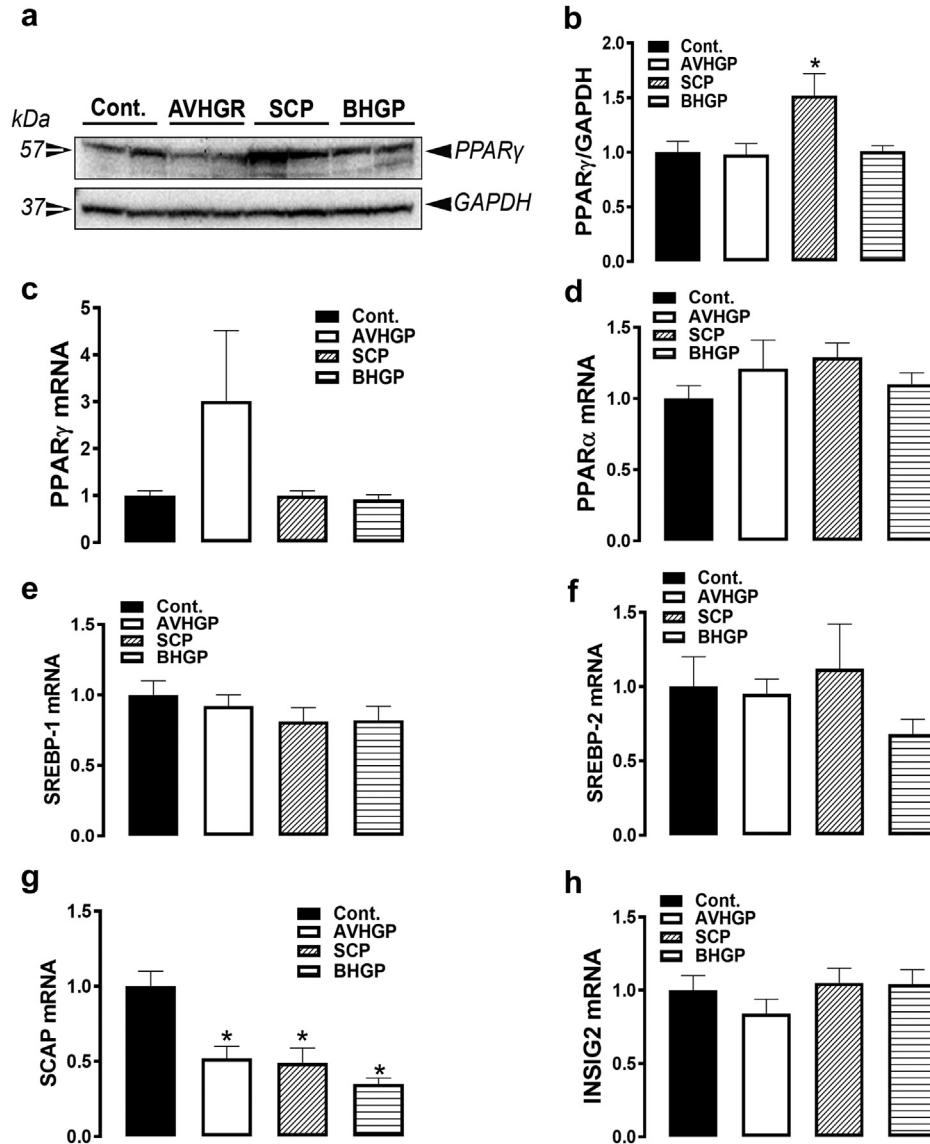 a
Cont. AVHGR SCP BHGP
kDa
57
PPARγ
37
GAPDH
b
Cont.
AVHGP
SCP
BHGP
PPARγ/GAPDH
2.0
1.5
1.0
0.5
0.0
*
c
Cont.
AVHGP
SCP
BHGP
PPARγ mRNA
5
4
3
2
1
0
d
Cont.
AVHGP
SCP
BHGP
PPARα mRNA
1.5
1.0
0.5
0.0
e
Cont.
AVHGP
SCP
BHGP
SREBP-1 mRNA
1.5
1.0
0.5
0.0
f
Cont.
AVHGP
SCP
BHGP
SREBP-2 mRNA
1.5
1.0
0.5
0.0
g
Cont.
AVHGP
SCP
BHGP
SCAP mRNA
1.5
1.0
0.5
0.0
* * *
h
Cont.
AVHGP
SCP
BHGP
INSIG2 mRNA
1.5
1.0
0.5
0.0